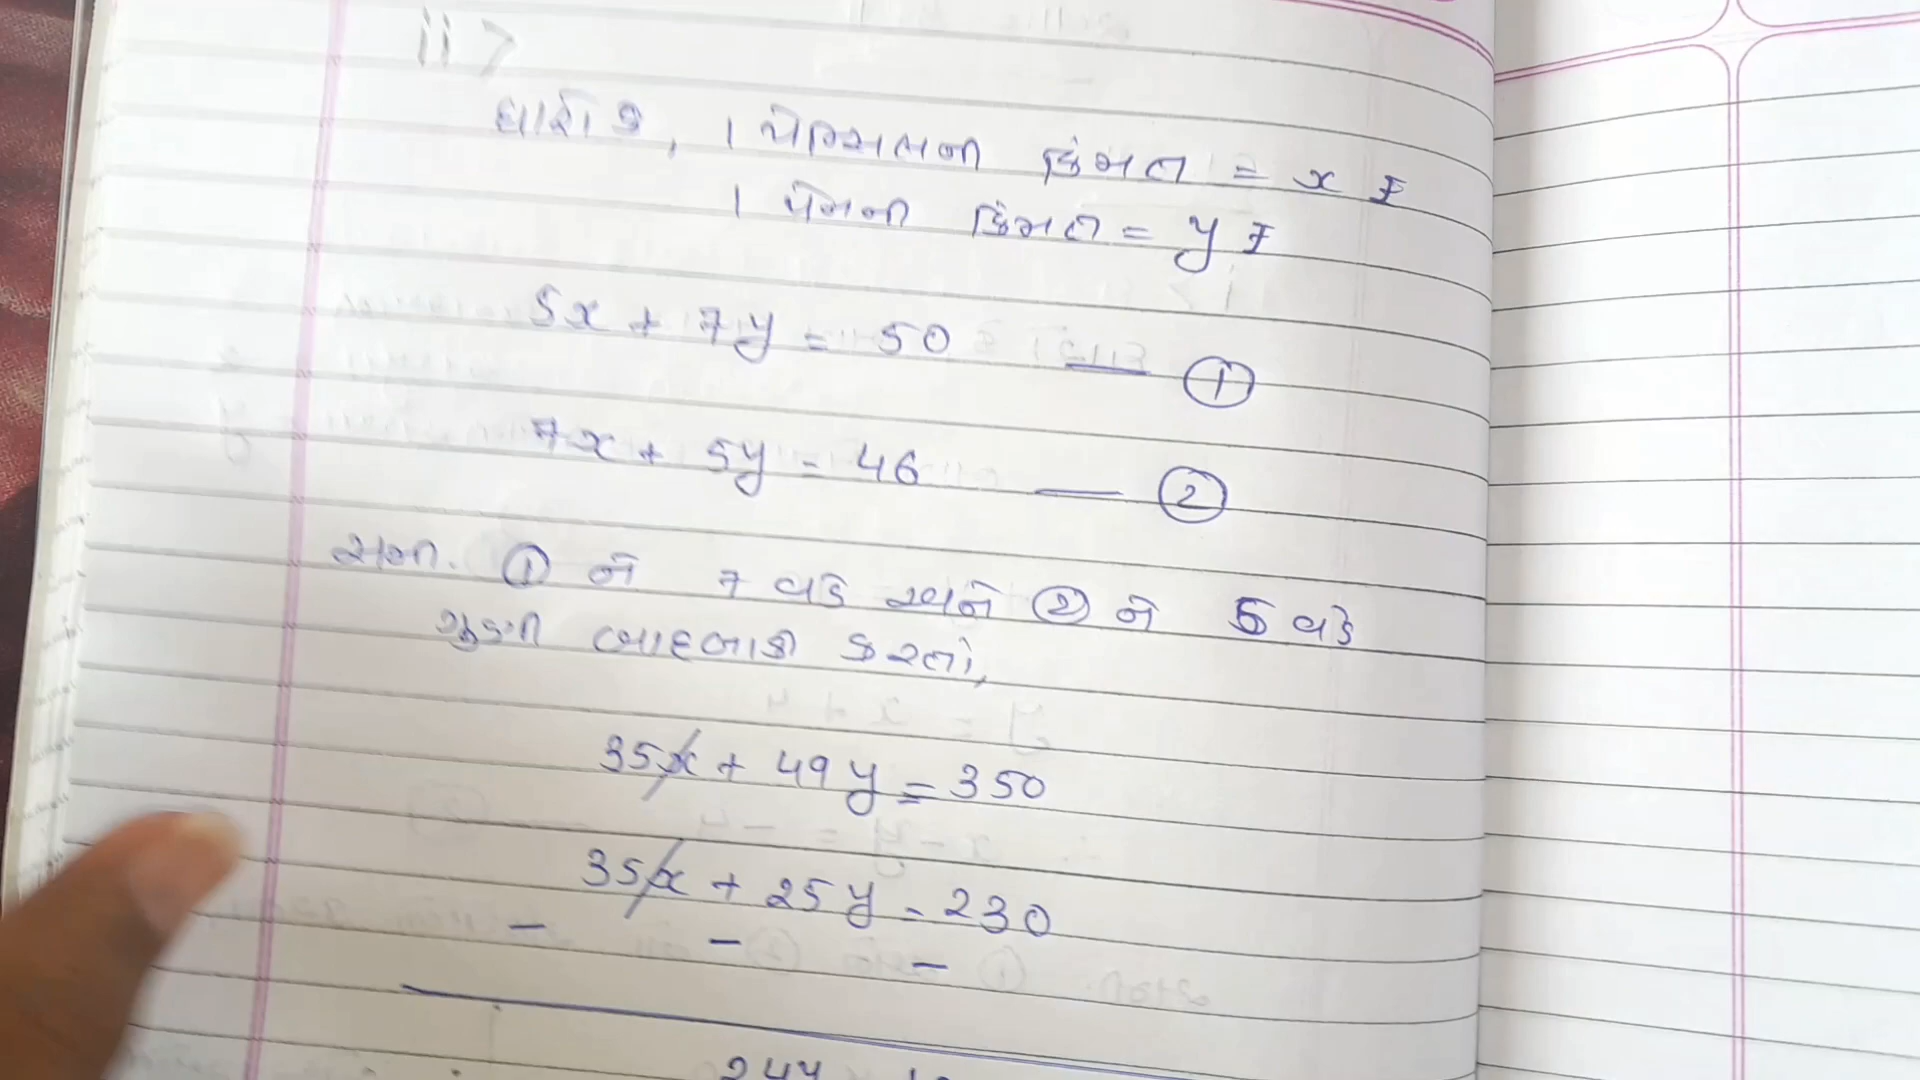 ii>
ધારો કે, 1 પેન્સિલની કિંમત = x ₹
1 પેનની કિંમત = y ₹
5x + 7y = 50 — ①
7x + 5y = 46 — ②
સમી. ① ને 7 વડે અને ② ને 5 વડે
ગુણી બાદબાકી કરતાં,
35x + 49y = 350
35x + 25y = 230
- - -
24y